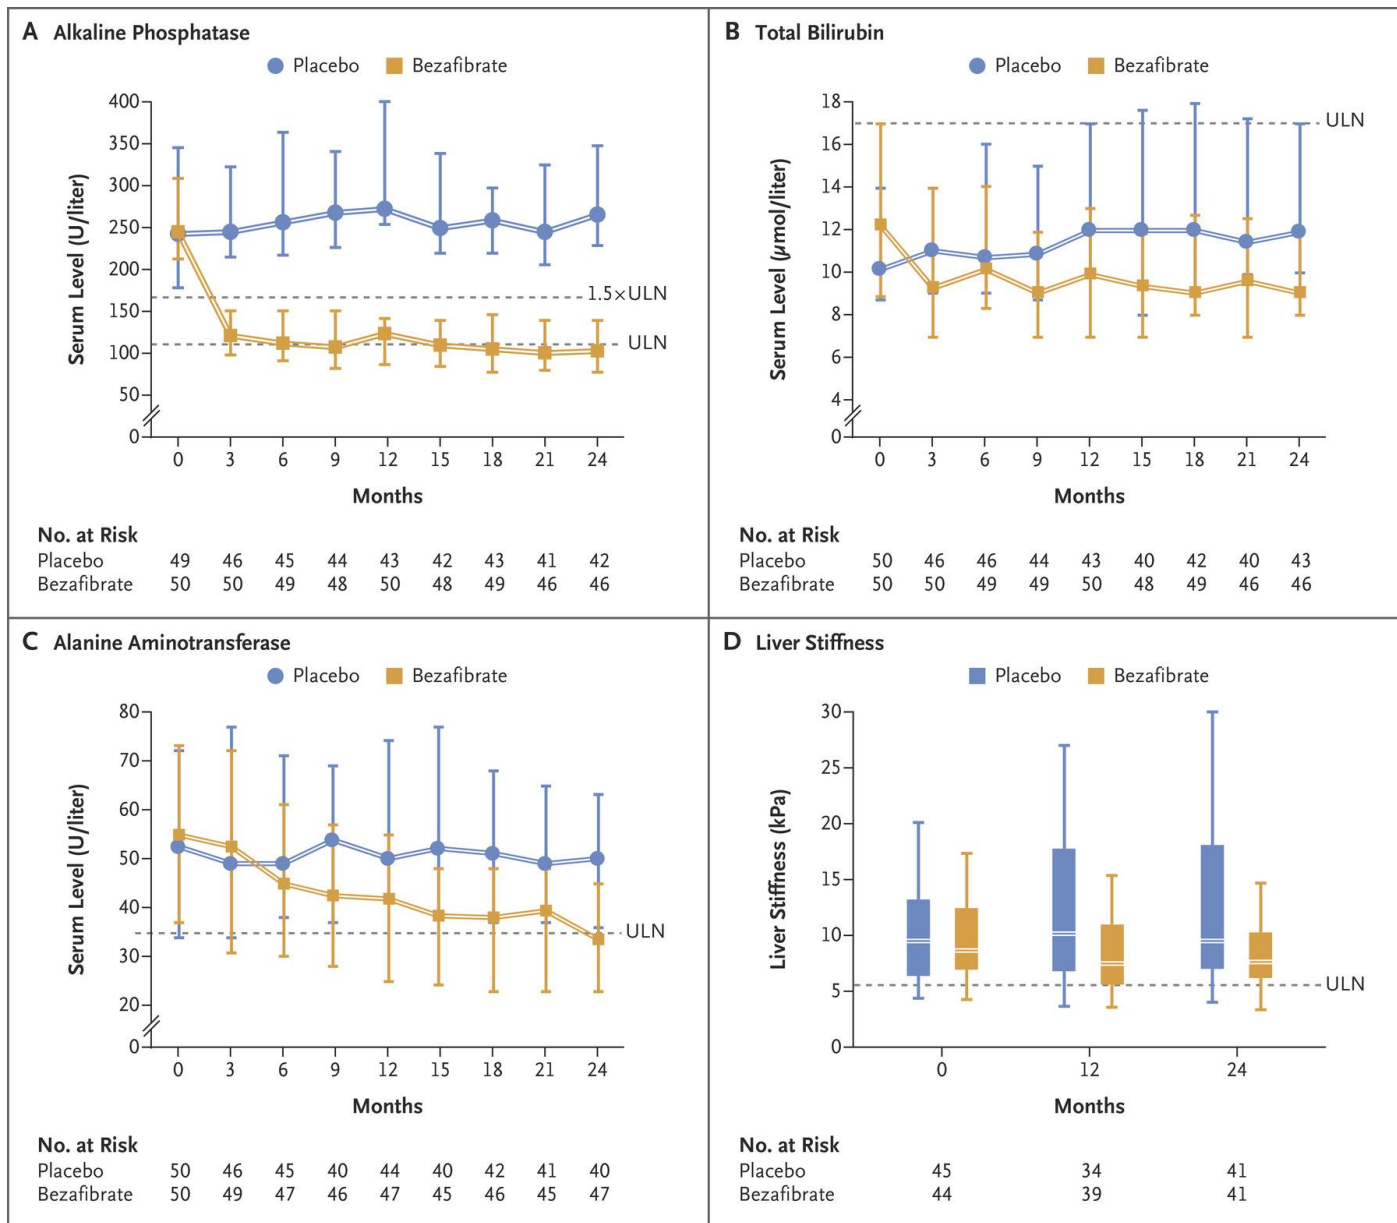 A Alkaline Phosphatase
Placebo Bezafibrate
Serum Level (U/liter)
400
350
300
250
200
150
100
50
0
1.5×ULN
ULN
0 3 6 9 12 15 18 21 24
Months
No. at Risk
Placebo 49 46 45 44 43 42 43 41 42
Bezafibrate 50 50 49 48 50 48 49 46 46
B Total Bilirubin
Placebo Bezafibrate
Serum Level (µmol/liter)
18
16
14
12
10
8
6
4
0
ULN
0 3 6 9 12 15 18 21 24
Months
No. at Risk
Placebo 50 46 46 44 43 40 42 40 43
Bezafibrate 50 50 49 49 50 48 49 46 46
C Alanine Aminotransferase
Placebo Bezafibrate
Serum Level (U/liter)
80
70
60
50
40
30
20
0
ULN
0 3 6 9 12 15 18 21 24
Months
No. at Risk
Placebo 50 46 45 40 44 40 42 41 40
Bezafibrate 50 49 47 46 47 45 46 45 47
D Liver Stiffness
Placebo Bezafibrate
Liver Stiffness (kPa)
30
25
20
15
10
5
0
ULN
0 12 24
Months
No. at Risk
Placebo 45 34 41
Bezafibrate 44 39 41